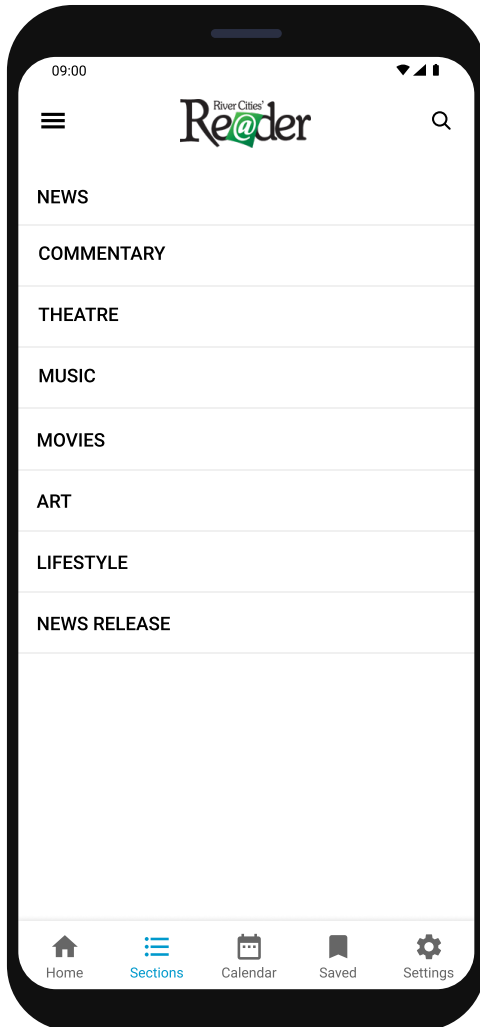 09:00
River Cities'
Re@der
NEWS
COMMENTARY
THEATRE
MUSIC
MOVIES
ART
LIFESTYLE
NEWS RELEASE
Home Sections Calendar Saved Settings